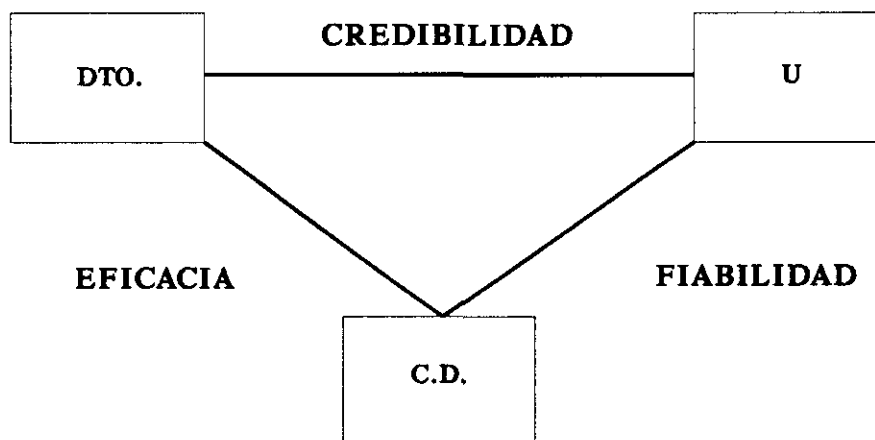 CREDIBILIDAD
DTO.
U
EFICACIA
FIABILIDAD
C.D.